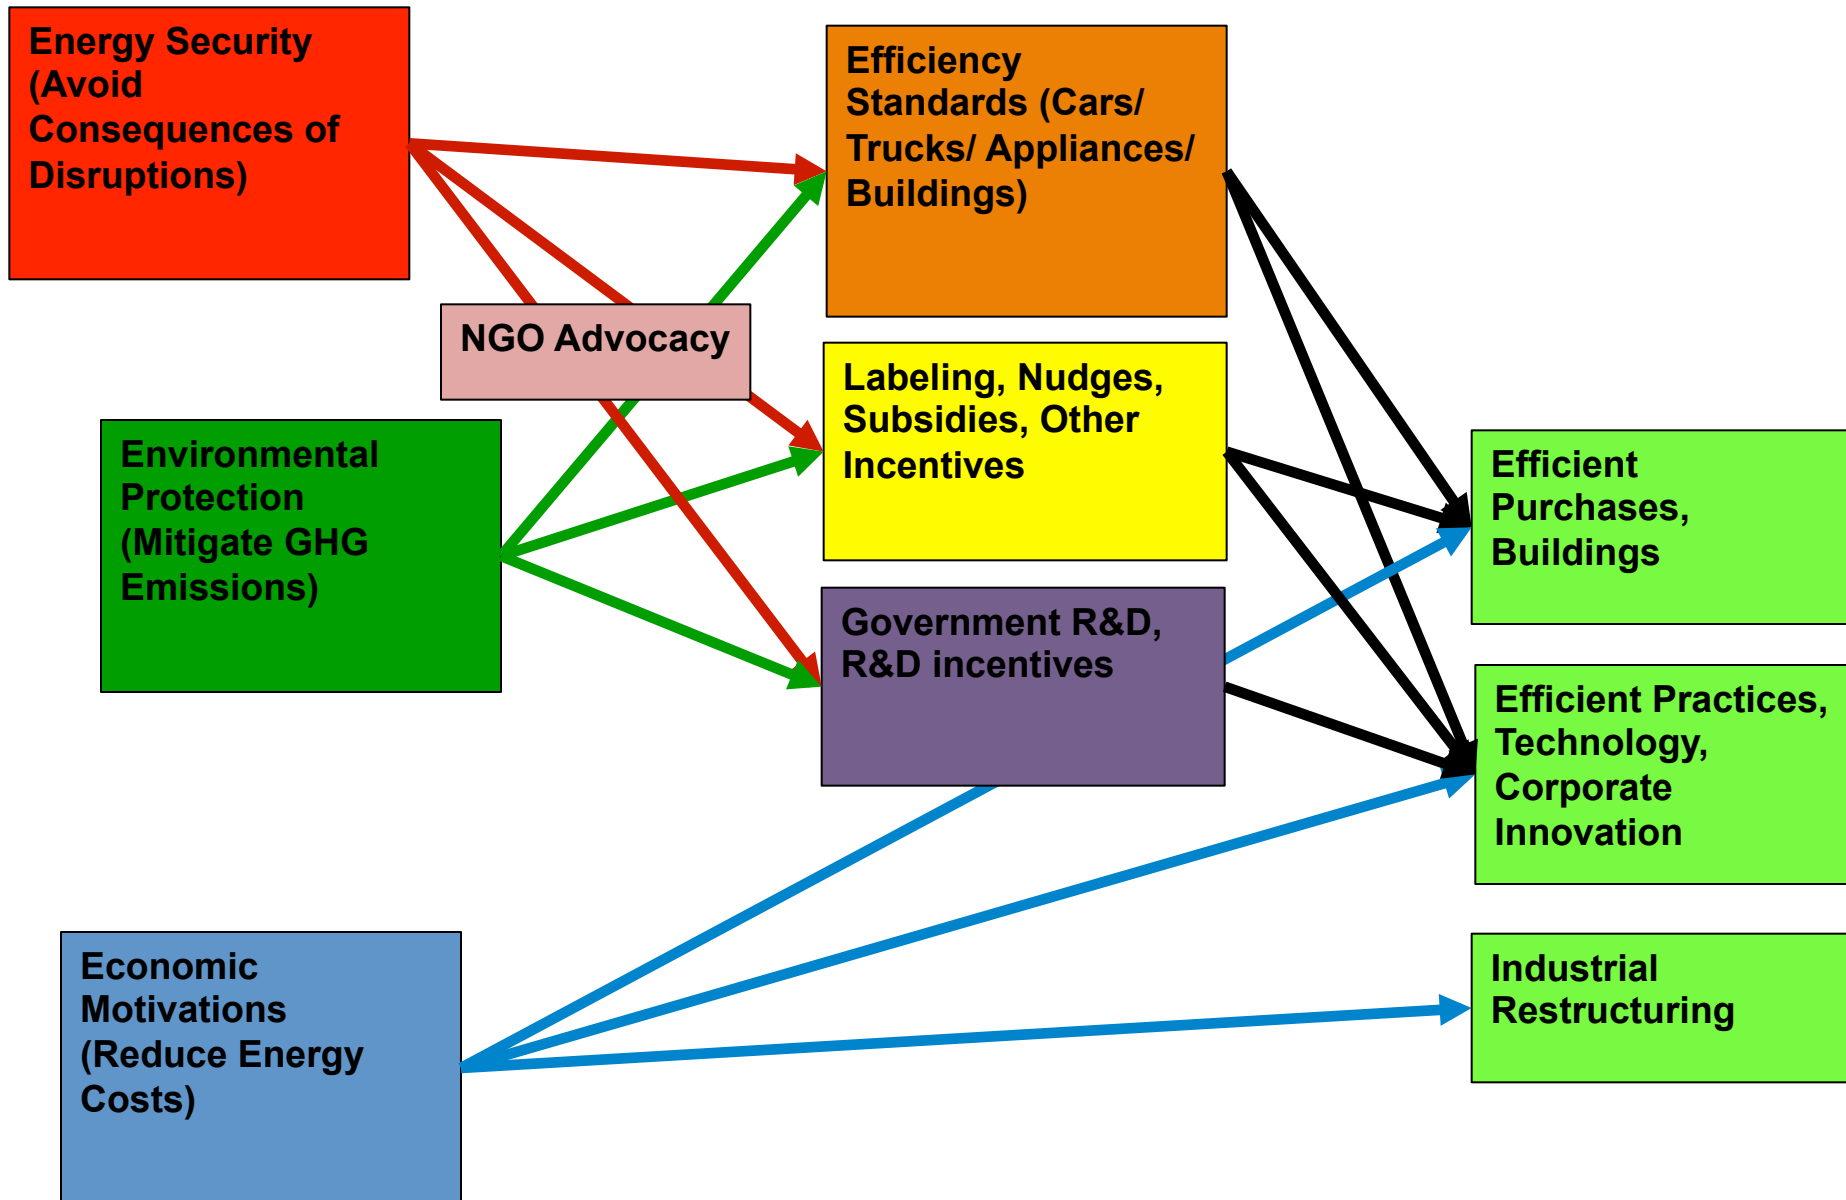 Energy Security
(Avoid
Consequences of
Disruptions)
Efficiency
Standards (Cars/
Trucks/ Appliances/
Buildings)
NGO Advocacy
Labeling, Nudges,
Subsidies, Other
Incentives
Environmental
Protection
(Mitigate GHG
Emissions)
Efficient
Purchases,
Buildings
Government R&D,
R&D incentives
Efficient Practices,
Technology,
Corporate
Innovation
Economic
Motivations
(Reduce Energy
Costs)
Industrial
Restructuring